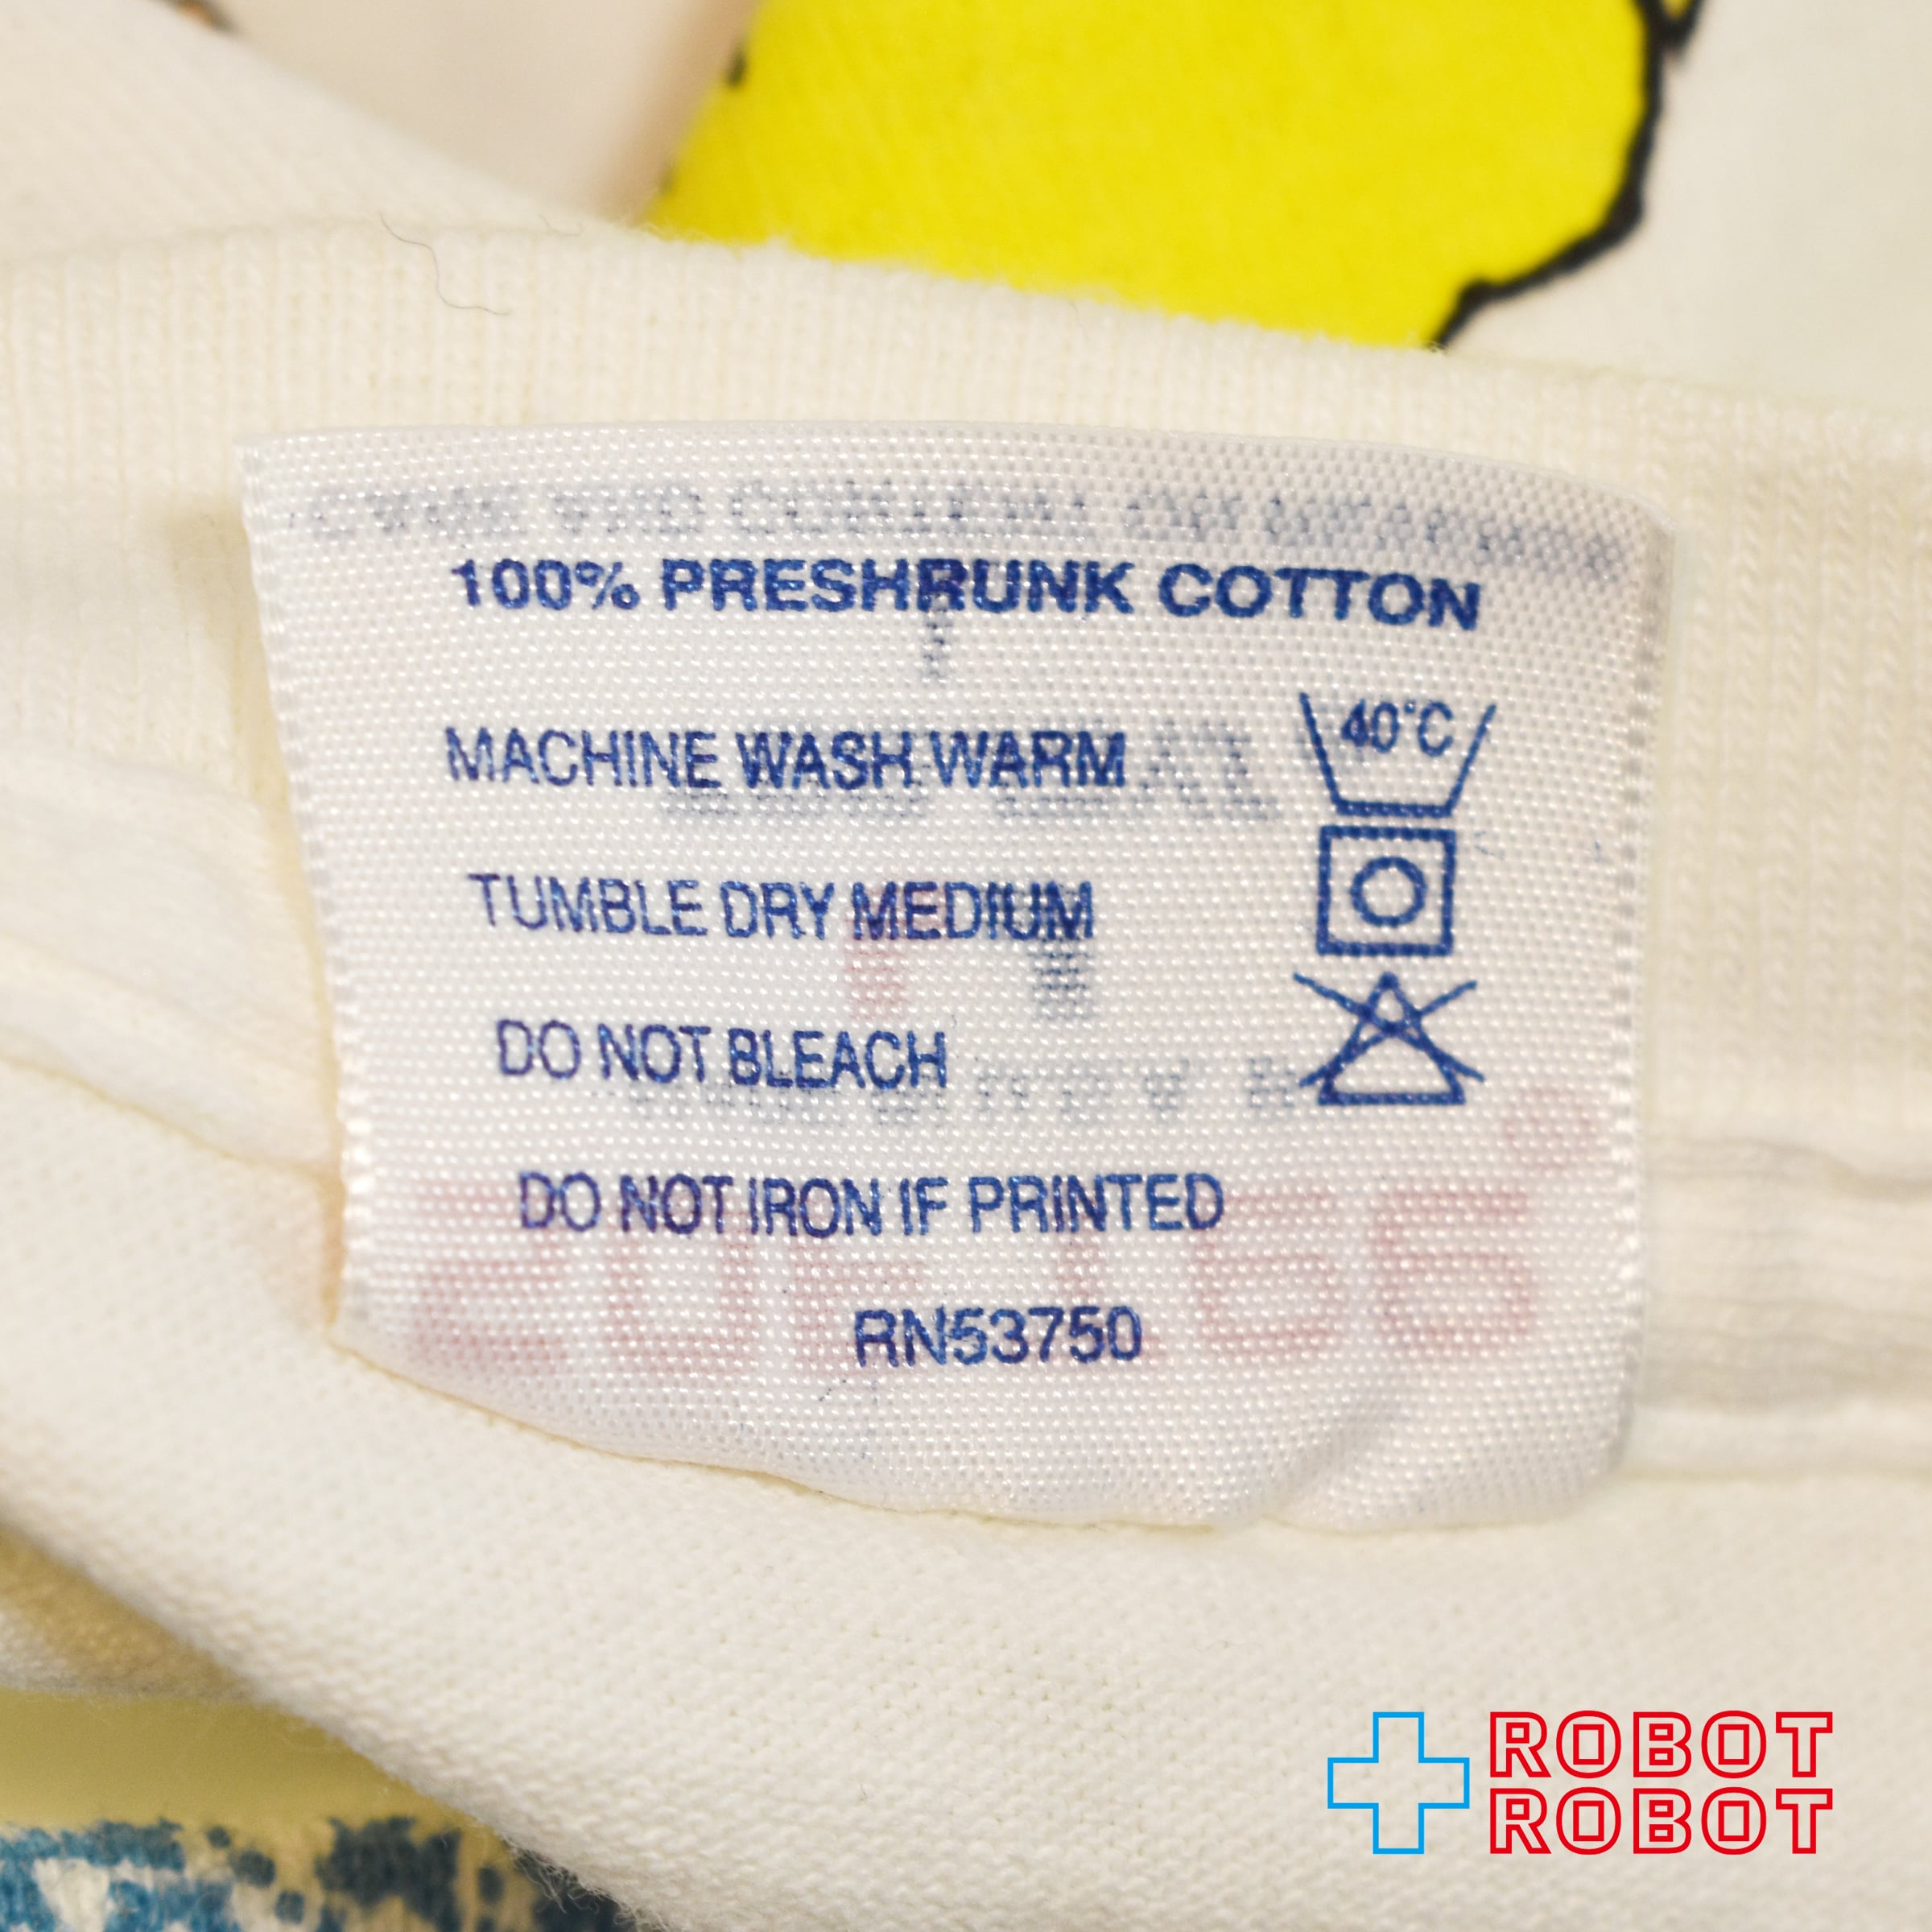 100% PRESHRUNK COTTON
MACHINE WASH WARM
40°C
TUMBLE DRY MEDIUM
DO NOT BLEACH
DO NOT IRON IF PRINTED
RN53750
ROBOT
ROBOT